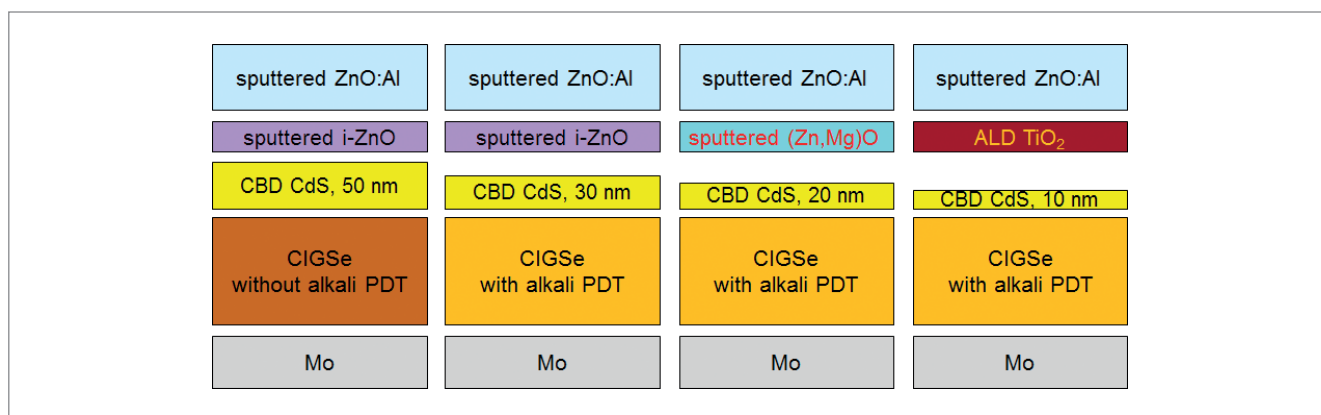 sputtered ZnO:Al
sputtered ZnO:Al
sputtered ZnO:Al
sputtered ZnO:Al
sputtered i-ZnO
sputtered i-ZnO
sputtered (Zn,Mg)O
ALD TiO₂
CBD CdS, 50 nm
CBD CdS, 30 nm
CBD CdS, 20 nm
CBD CdS, 10 nm
CIGSe
without alkali PDT
CIGSe
with alkali PDT
CIGSe
with alkali PDT
CIGSe
with alkali PDT
Mo
Mo
Mo
Mo